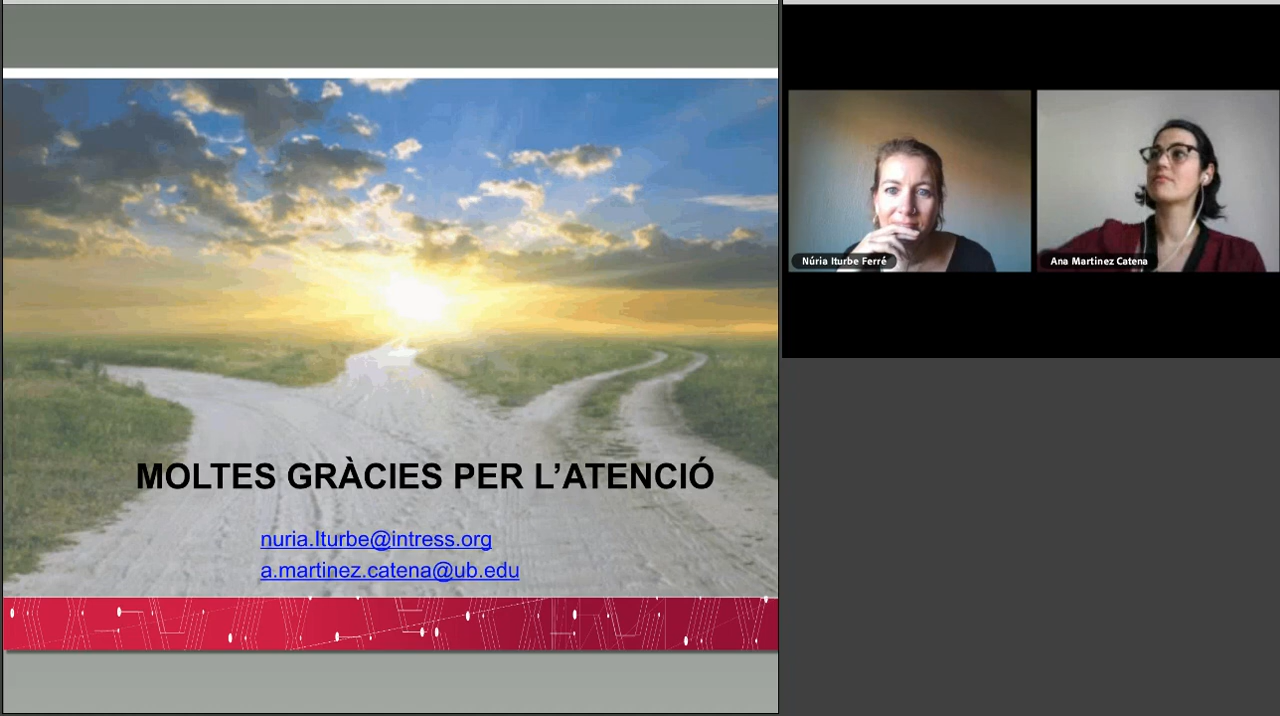 MOLTES GRÀCIES PER L’ATENCIÓ
nuria.Iturbe@intress.org
a.martinez.catena@ub.edu
Núria Iturbe Ferré
Ana Martinez Catena